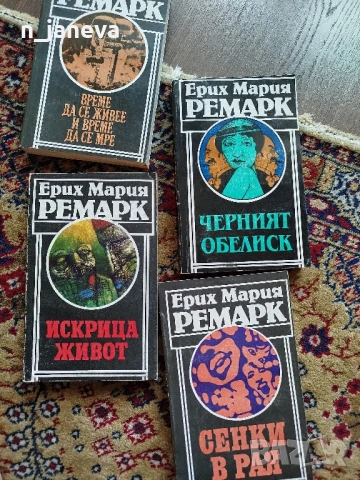 n_janeva
РЕМАРК
ВРЕМЕ
ДА СЕ ЖИВЕЕ
И ВРЕМЕ
ДА СЕ МРЕ
Ерих Мария
РЕМАРК
ЧЕРНИЯТ
ОБЕЛИСК
Ерих Мария
РЕМАРК
ИСКРИЦА
ЖИВОТ
Ерих Мария
РЕМАРК
СЕНКИ
В РАЯ